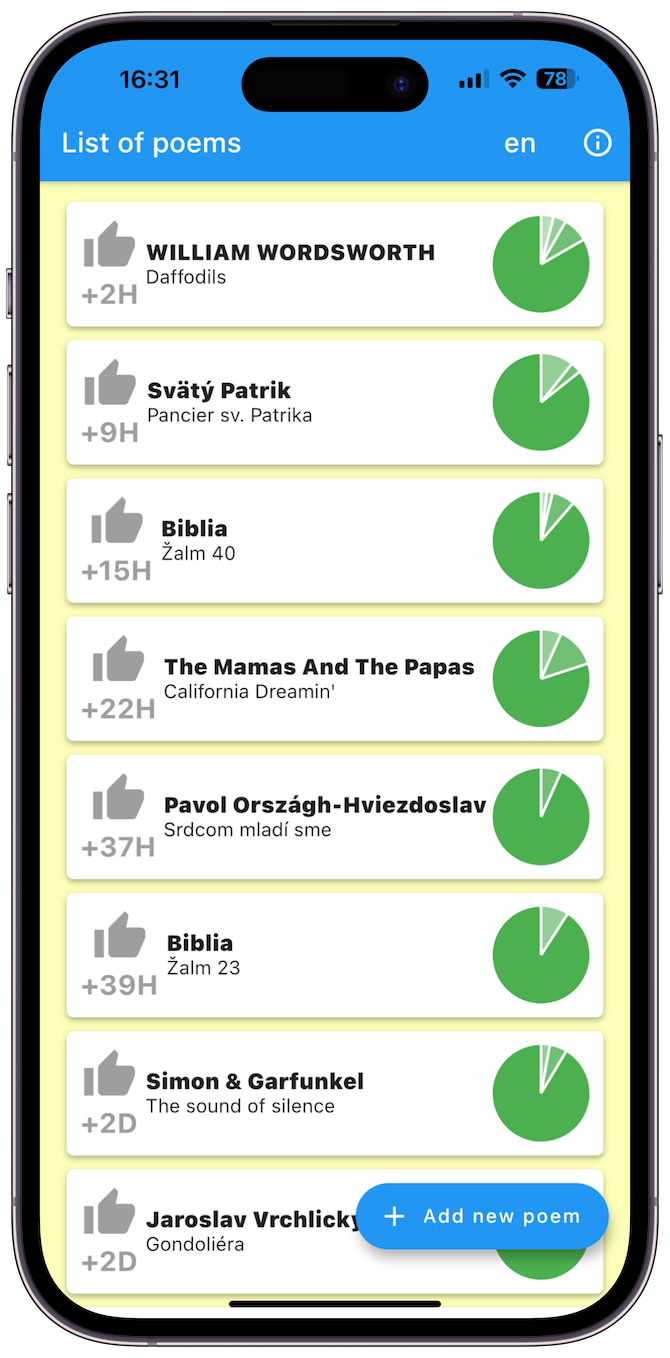 16:31
78
List of poems
en
WILLIAM WORDSWORTH
Daffodils
+2H
Svätý Patrik
Pancier sv. Patrika
+9H
Biblia
Žalm 40
+15H
The Mamas And The Papas
California Dreamin'
+22H
Pavol Országh-Hviezdoslav
Srdcom mladí sme
+37H
Biblia
Žalm 23
+39H
Simon & Garfunkel
The sound of silence
+2D
Jaroslav Vrchlický
Gondoliéra
+2D
Add new poem